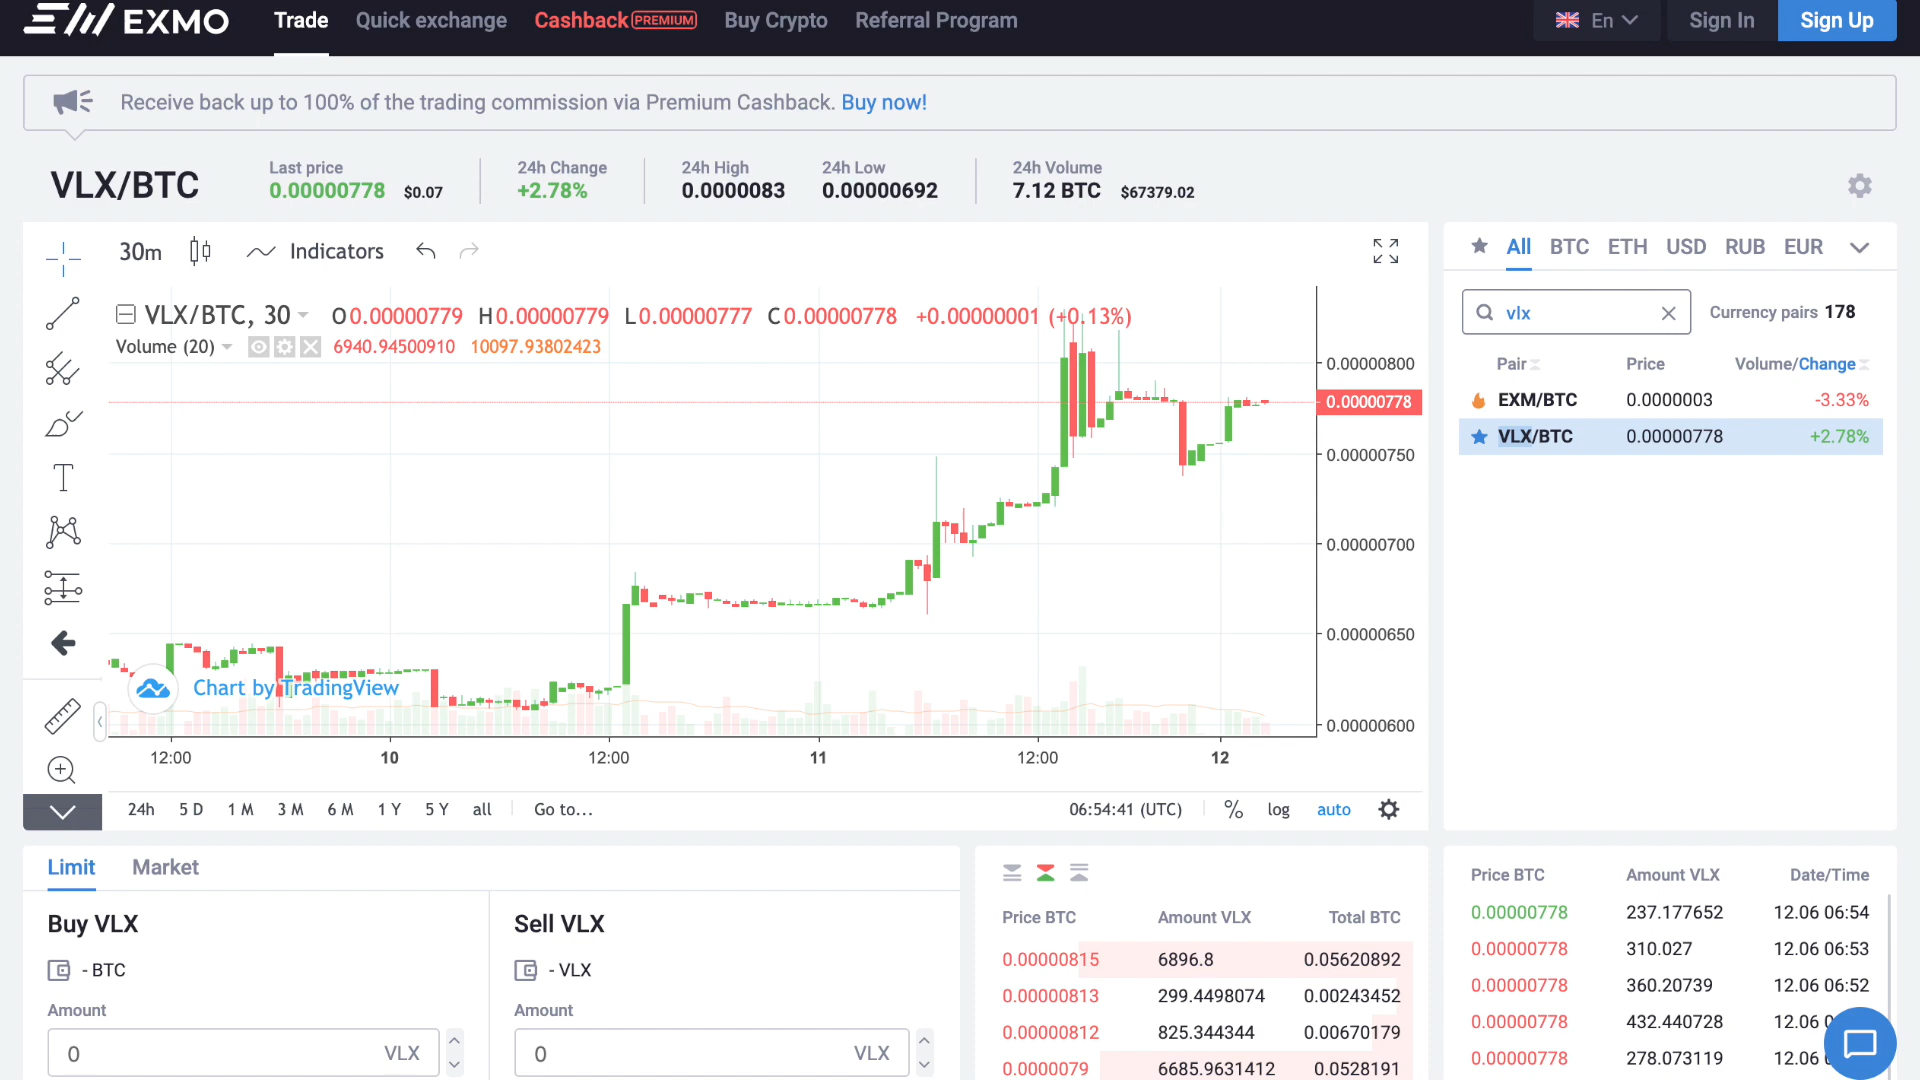 EXMO Trade Quick exchange Cashback PREMIUM Buy Crypto Referral Program En Sign In Sign Up
Receive back up to 100% of the trading commission via Premium Cashback. Buy now!
VLX/BTC
Last price
0.00000778 $0.07
24h Change
+2.78%
24h High
0.0000083
24h Low
0.00000692
24h Volume
7.12 BTC $67379.02
30m Indicators
VLX/BTC, 30 O0.00000779 H0.00000779 L0.00000777 C0.00000778 +0.00000001 (+0.13%)
Volume (20) 6940.94500910 10097.93802423
0.00000800
0.00000778
0.00000750
0.00000700
0.00000650
0.00000600
Chart by TradingView
12:00 10 12:00 11 12:00 12
24h 5 D 1 M 3 M 6 M 1 Y 5 Y all Go to... 06:54:41 (UTC) % log auto
All BTC ETH USD RUB EUR
vlx Currency pairs 178
Pair Price Volume/Change
EXM/BTC 0.0000003 -3.33%
VLX/BTC 0.00000778 +2.78%
Limit Market
Buy VLX
- BTC
Amount
0 VLX
Sell VLX
- VLX
Amount
0 VLX
Price BTC Amount VLX Total BTC
0.00000815 6896.8 0.05620892
0.00000813 299.4498074 0.00243452
0.00000812 825.344344 0.00670179
0.0000079 6685.9631412 0.0528191
Price BTC Amount VLX Date/Time
0.00000778 237.177652 12.06 06:54
0.00000778 310.027 12.06 06:53
0.00000778 360.20739 12.06 06:52
0.00000778 432.440728 12.06
0.00000778 278.073119 12.06